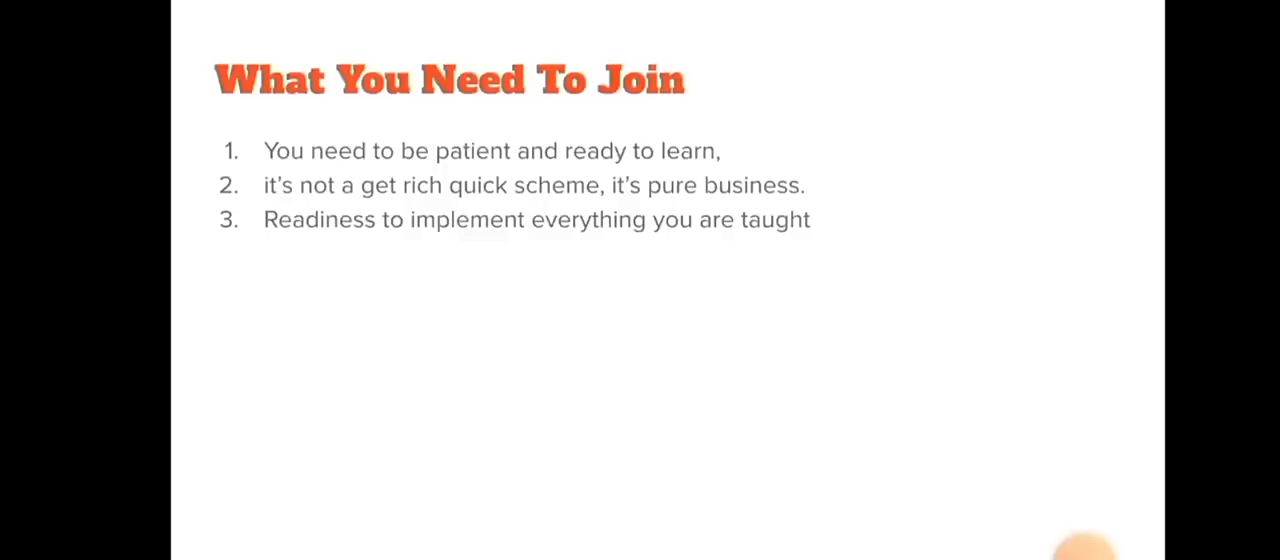 What You Need To Join
1. You need to be patient and ready to learn,
2. it's not a get rich quick scheme, it's pure business.
3. Readiness to implement everything you are taught